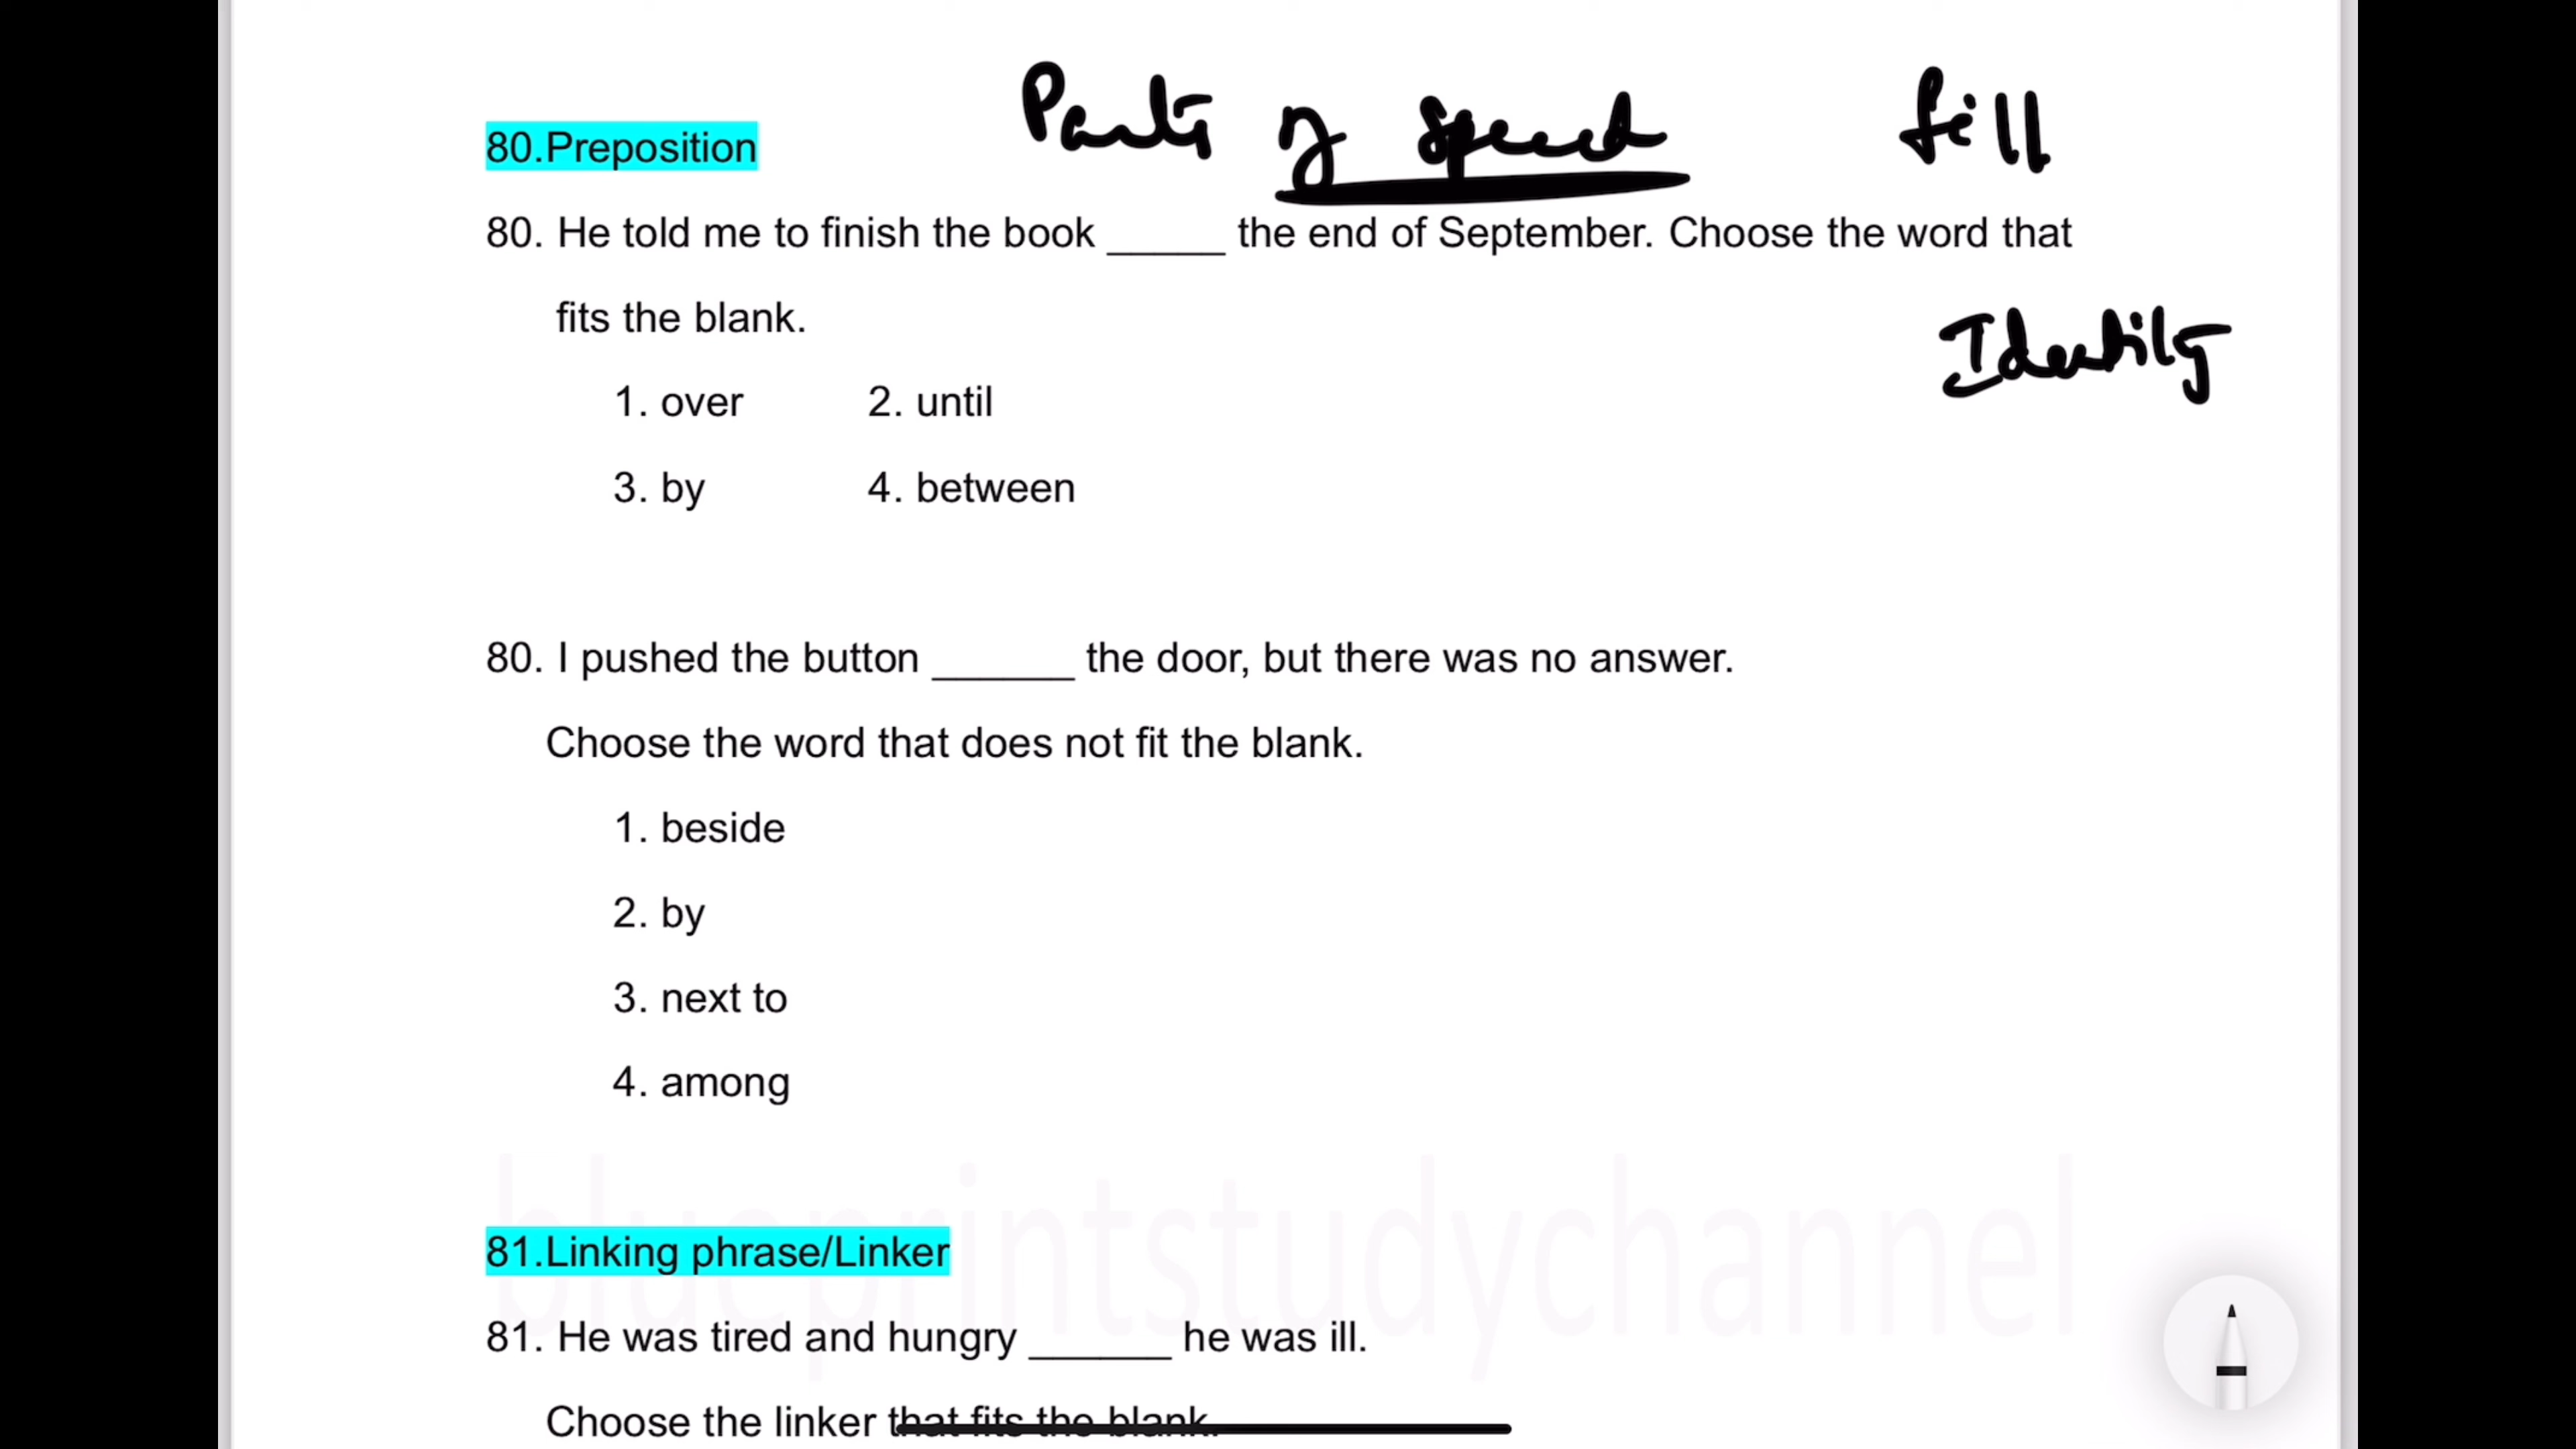 Parts of speech fill
80.Preposition
80. He told me to finish the book _____ the end of September. Choose the word that
fits the blank.
Identify
1. over 2. until
3. by 4. between
80. I pushed the button ______ the door, but there was no answer.
Choose the word that does not fit the blank.
1. beside
2. by
3. next to
4. among
blueprintstudychannel
81.Linking phrase/Linker
81. He was tired and hungry ______ he was ill.
Choose the linker that fits the blank.